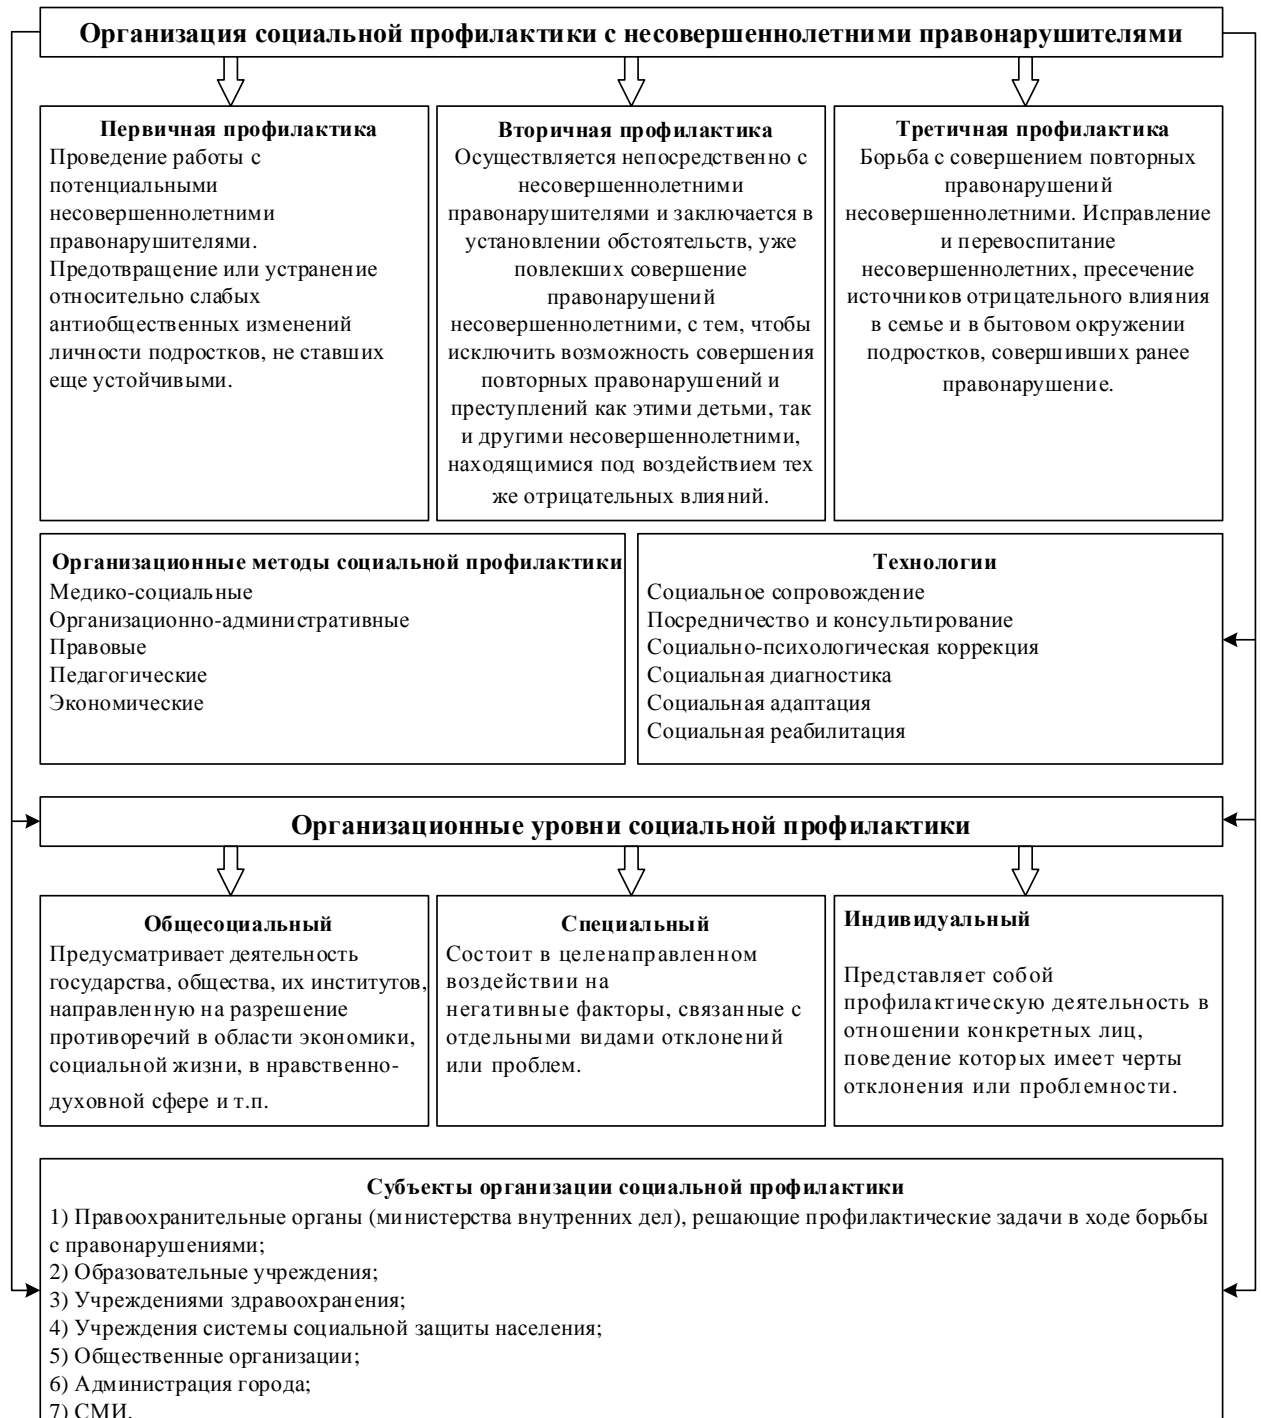 Организация социальной профилактики с несовершеннолетними правонарушителями
Первичная профилактика
Проведение работы с
потенциальными
несовершеннолетними
правонарушителями.
Предотвращение или устранение
относительно слабых
антиобщественных изменений
личности подростков, не ставших
еще устойчивыми.
Вторичная профилактика
Осуществляется непосредственно с
несовершеннолетними
правонарушителями и заключается в
установлении обстоятельств, уже
повлекших совершение
правонарушений
несовершеннолетними, с тем, чтобы
исключить возможность совершения
повторных правонарушений и
преступлений как этими детьми, так
и другими несовершеннолетними,
находящимися под воздействием тех
же отрицательных влияний.
Третичная профилактика
Борьба с совершением повторных
правонарушений
несовершеннолетними. Исправление
и перевоспитание
несовершеннолетних, пресечение
источников отрицательного влияния
в семье и в бытовом окружении
подростков, совершивших ранее
правонарушение.
Организационные методы социальной профилактики
Медико-социальные
Организационно-административные
Правовые
Педагогические
Экономические
Технологии
Социальное сопровождение
Посредничество и консультирование
Социально-психологическая коррекция
Социальная диагностика
Социальная адаптация
Социальная реабилитация
Организационные уровни социальной профилактики
Общесоциальный
Предусматривает деятельность
государства, общества, их институтов,
направленную на разрешение
противоречий в области экономики,
социальной жизни, в нравственно-
духовной сфере и т.п.
Специальный
Состоит в целенаправленном
воздействии на
негативные факторы, связанные с
отдельными видами отклонений
или проблем.
Индивидуальный
Представляет собой
профилактическую деятельность в
отношении конкретных лиц,
поведение которых имеет черты
отклонения или проблемности.
Субъекты организации социальной профилактики
1) Правоохранительные органы (министерства внутренних дел), решающие профилактические задачи в ходе борьбы
с правонарушениями;
2) Образовательные учреждения;
3) Учреждениями здравоохранения;
4) Учреждения системы социальной защиты населения;
5) Общественные организации;
6) Администрация города;
7) СМИ.